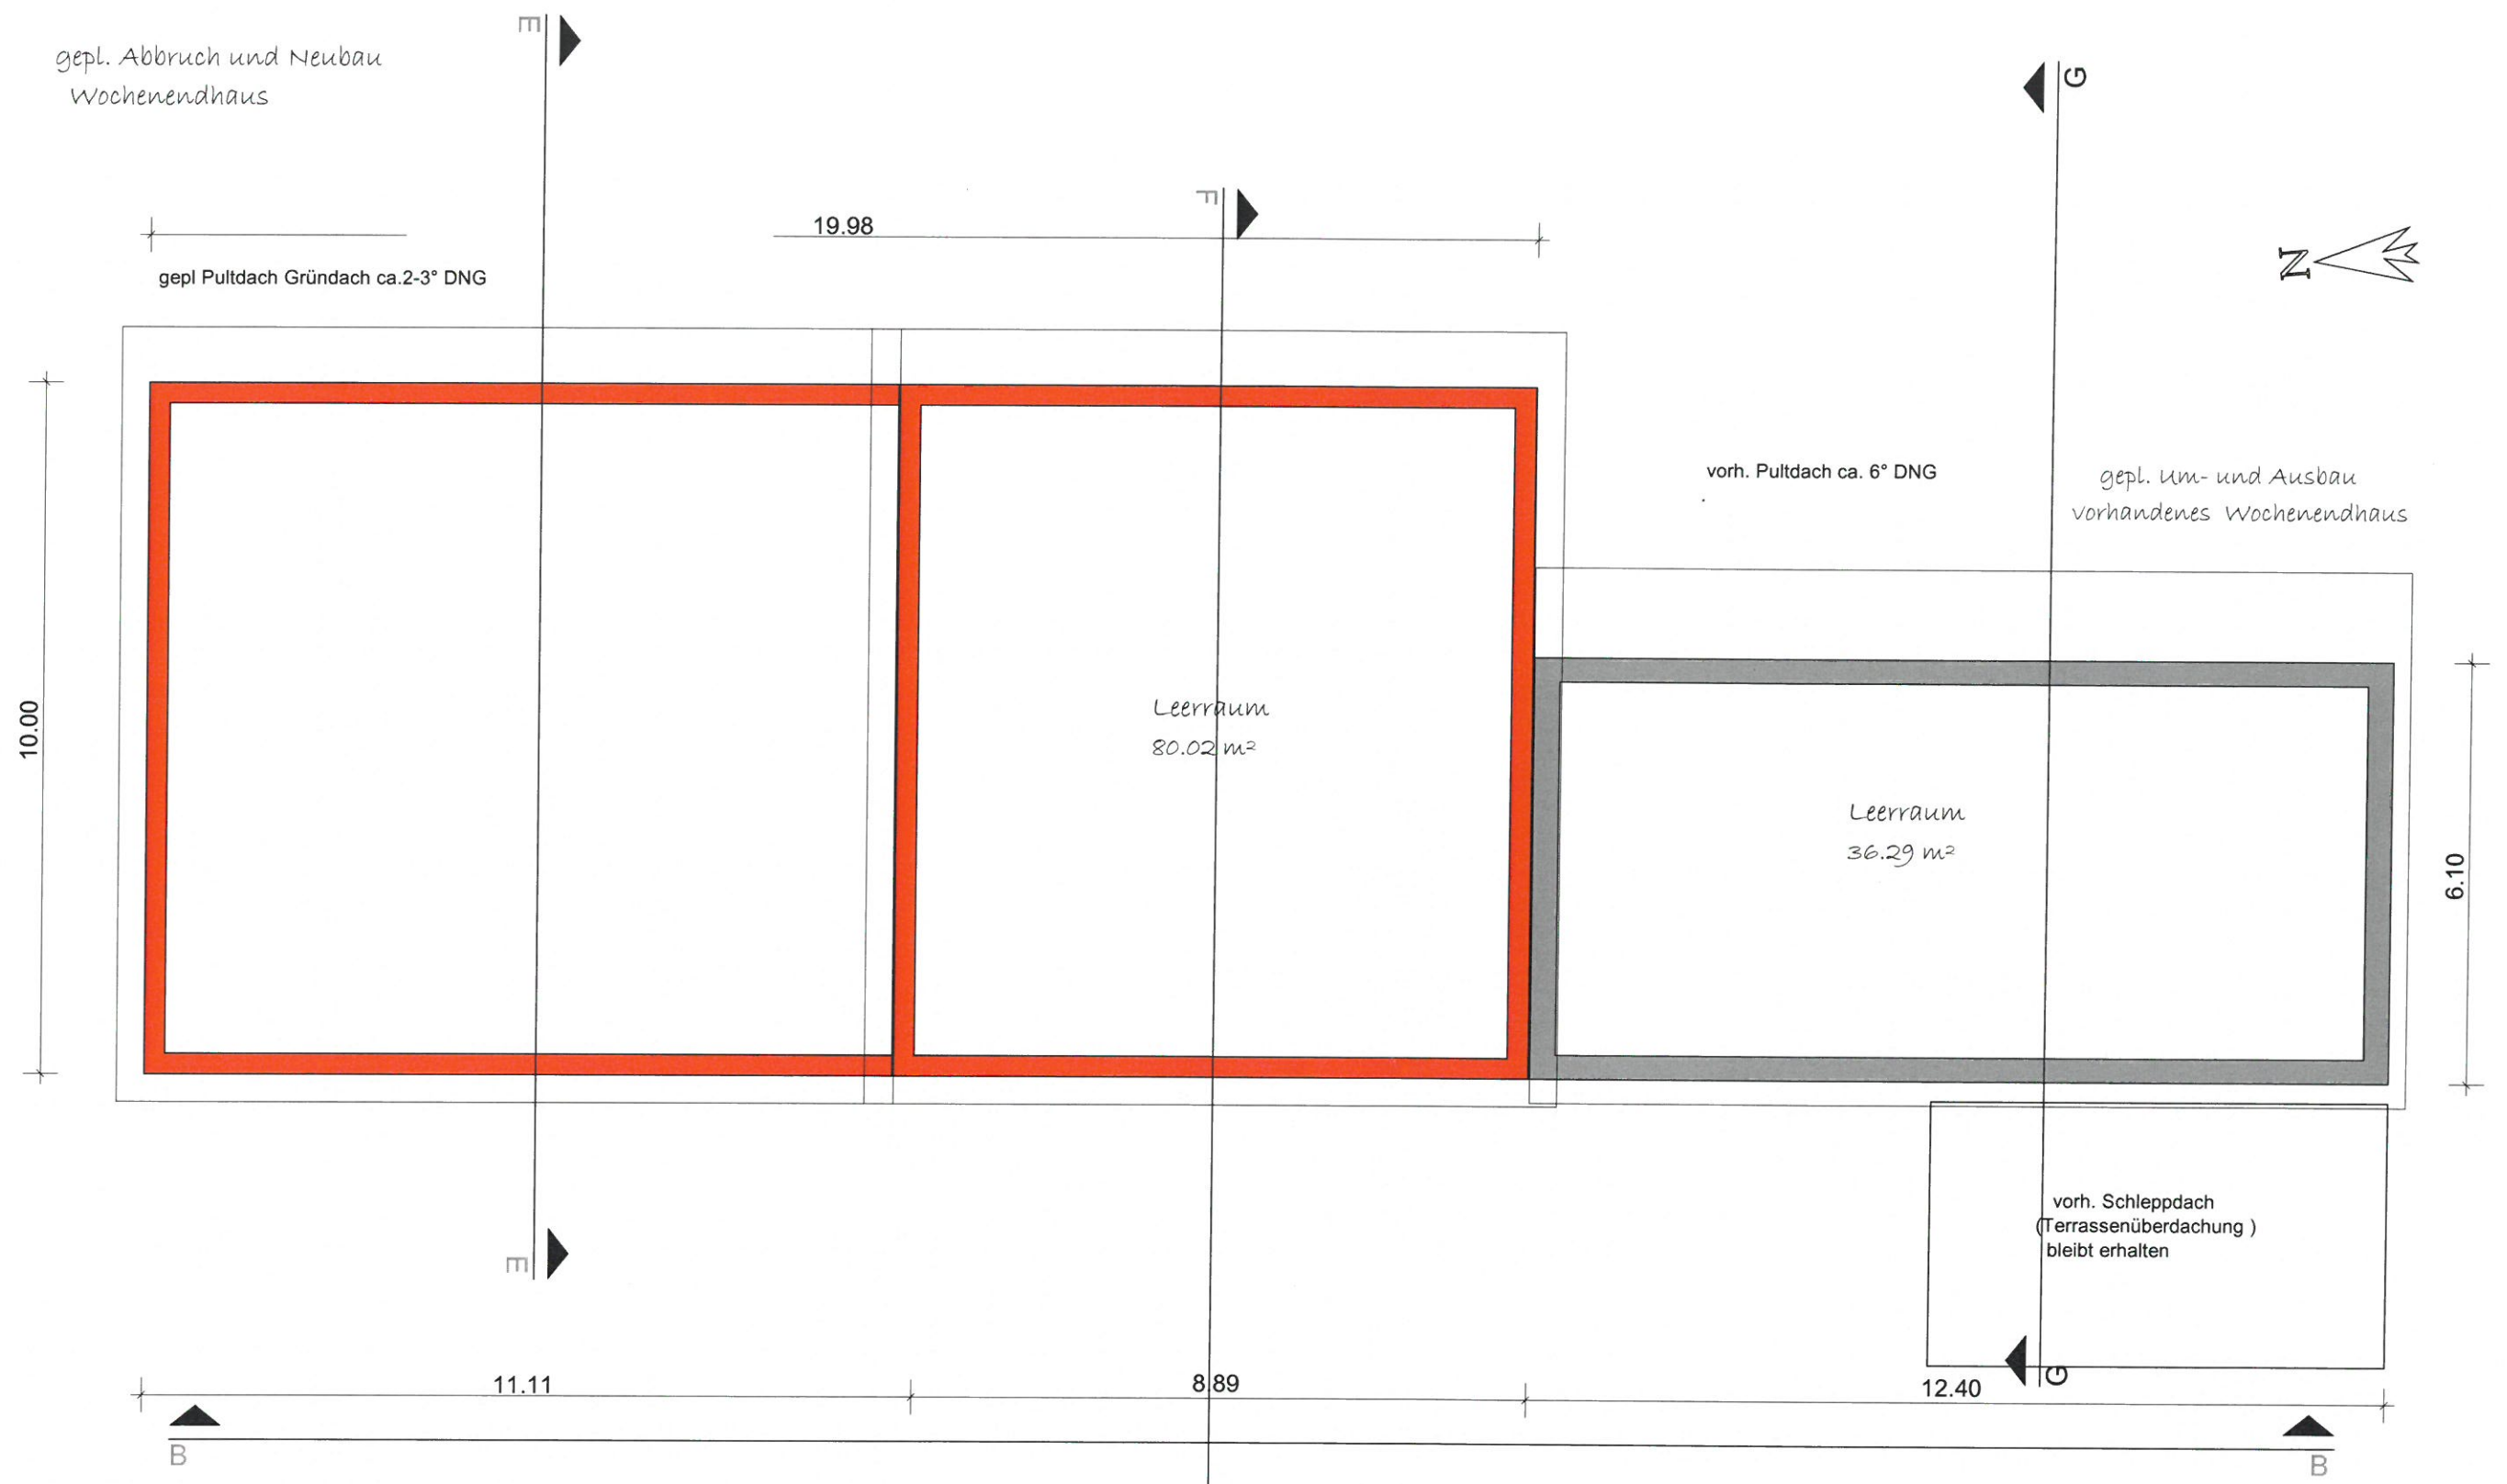 E
gepl. Abbruch und Neubau
Wochenendhaus
G
F
19.98
N
gepl Pultdach Gründach ca.2-3° DNG
vorh. Pultdach ca. 6° DNG
gepl. Um- und Ausbau
vorhandenes Wochenendhaus
10.00
Leerraum
80.02 m²
Leerraum
36.29 m²
6.10
vorh. Schleppdach
(Terrassenüberdachung )
bleibt erhalten
E
G
11.11
8.89
12.40
B
B